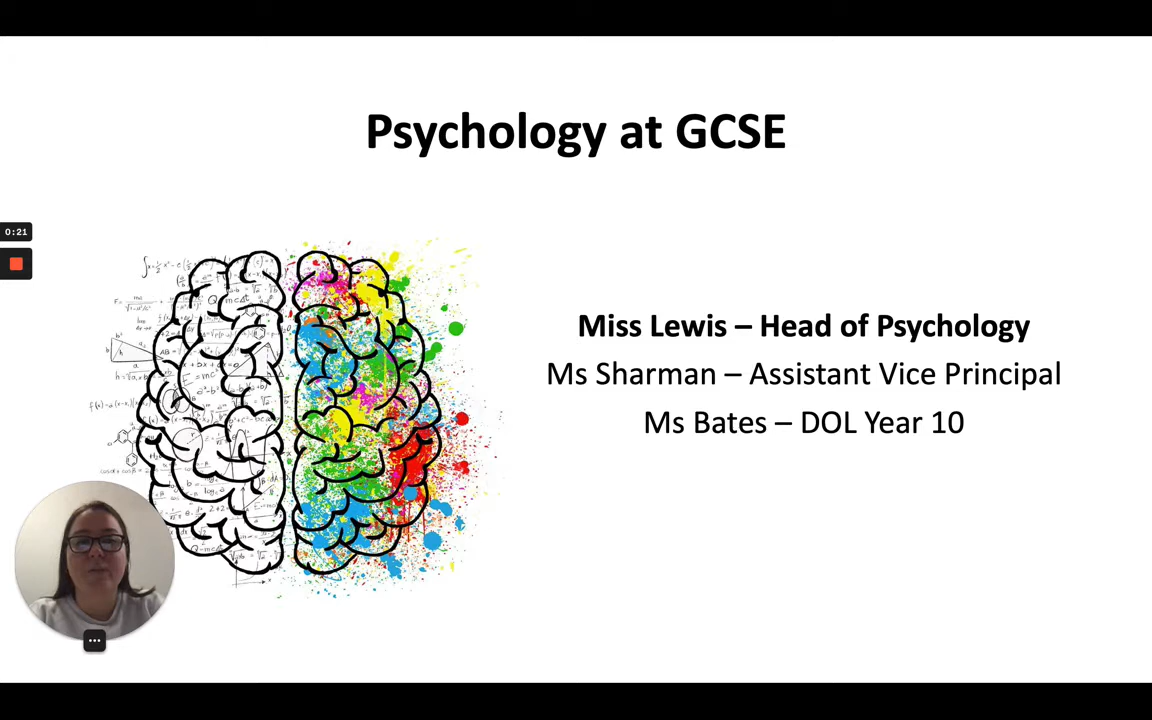 Psychology at GCSE
0:21
Miss Lewis – Head of Psychology
Ms Sharman – Assistant Vice Principal
Ms Bates – DOL Year 10